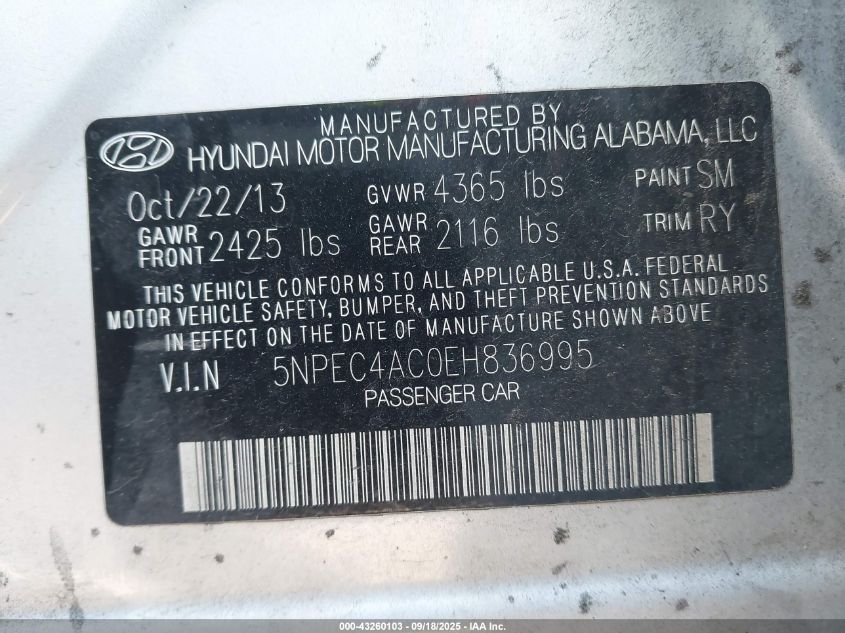 MANUFACTURED BY
HYUNDAI MOTOR MANUFACTURING ALABAMA, LLC
Oct/22/13 GVWR 4365 lbs PAINT SM
GAWR FRONT 2425 lbs GAWR REAR 2116 lbs TRIM RY
THIS VEHICLE CONFORMS TO ALL APPLICABLE U.S.A. FEDERAL
MOTOR VEHICLE SAFETY, BUMPER, AND THEFT PREVENTION STANDARDS
IN EFFECT ON THE DATE OF MANUFACTURE SHOWN ABOVE
V.I.N 5NPEC4AC0EH836995
PASSENGER CAR
000-43260103 - 09/18/2025 - IAA Inc.